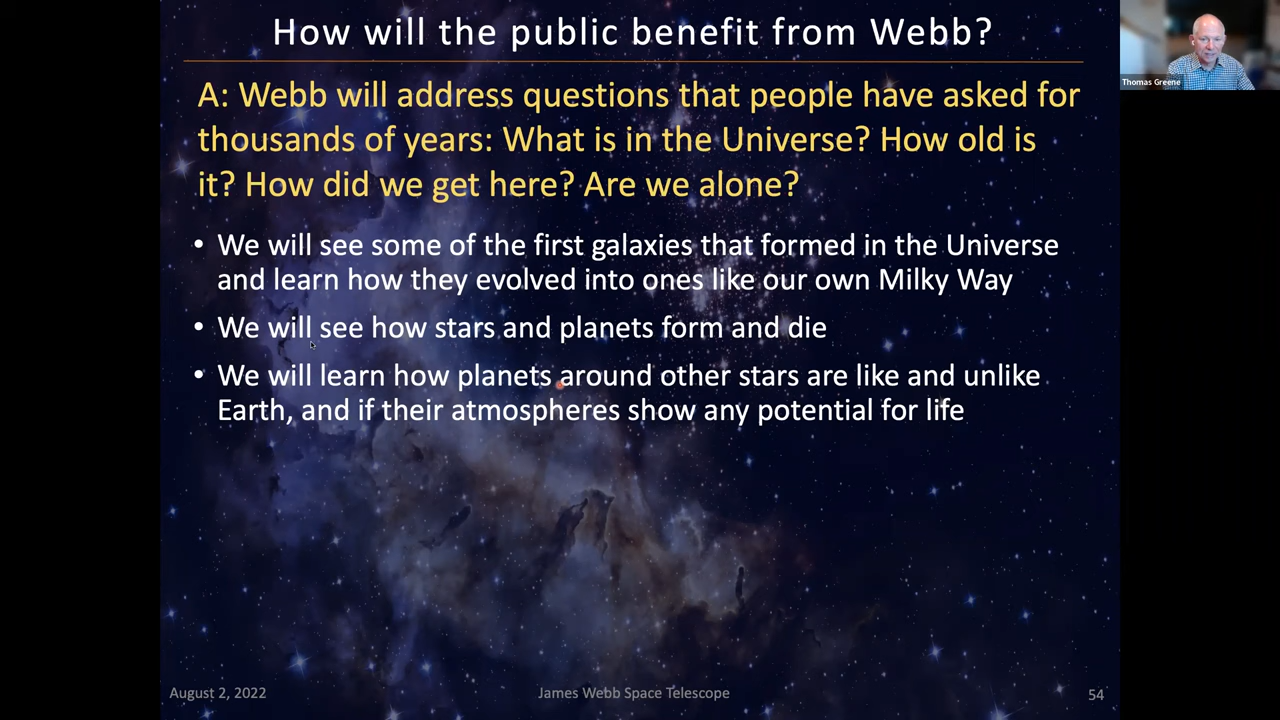 How will the public benefit from Webb?
Thomas Greene
A: Webb will address questions that people have asked for
thousands of years: What is in the Universe? How old is
it? How did we get here? Are we alone?
• We will see some of the first galaxies that formed in the Universe
and learn how they evolved into ones like our own Milky Way
• We will see how stars and planets form and die
• We will learn how planets around other stars are like and unlike
Earth, and if their atmospheres show any potential for life
August 2, 2022
James Webb Space Telescope
54